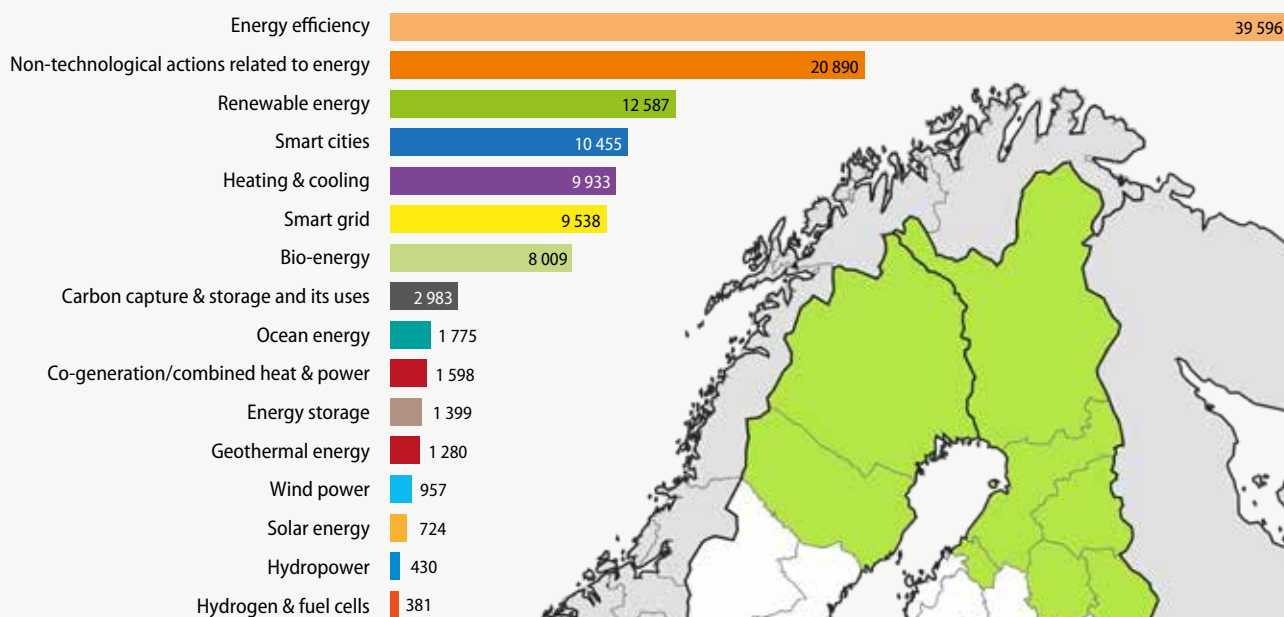 Energy efficiency 39 596
Non-technological actions related to energy 20 890
Renewable energy 12 587
Smart cities 10 455
Heating & cooling 9 933
Smart grid 9 538
Bio-energy 8 009
Carbon capture & storage and its uses 2 983
Ocean energy 1 775
Co-generation/combined heat & power 1 598
Energy storage 1 399
Geothermal energy 1 280
Wind power 957
Solar energy 724
Hydropower 430
Hydrogen & fuel cells 381